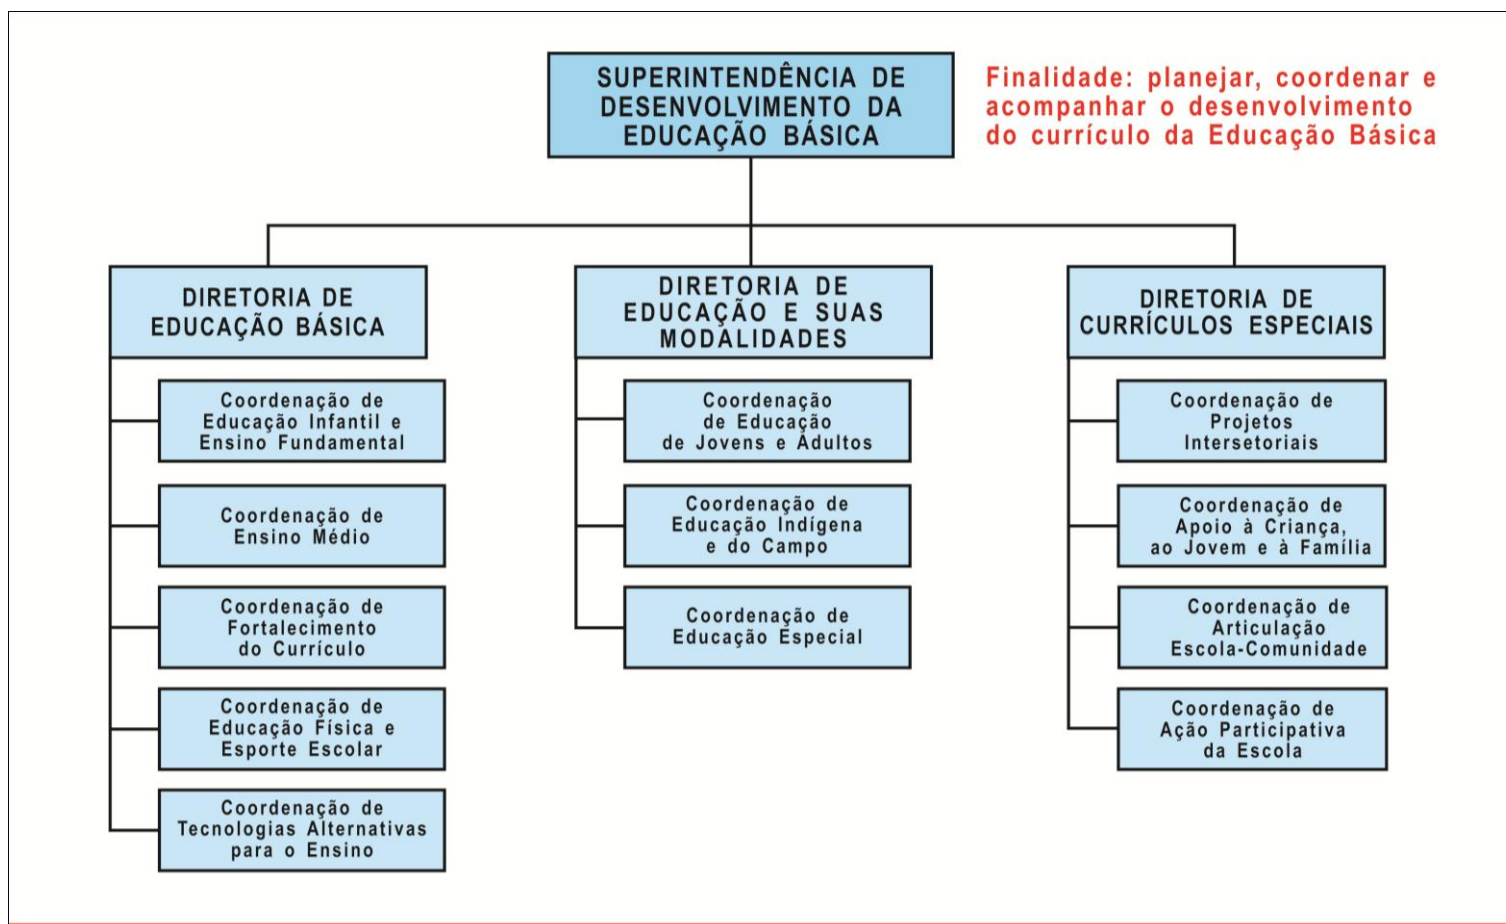 SUPERINTENDÊNCIA DE
DESENVOLVIMENTO DA
EDUCAÇÃO BÁSICA
Finalidade: planejar, coordenar e
acompanhar o desenvolvimento
do currículo da Educação Básica
DIRETORIA DE
EDUCAÇÃO BÁSICA
Coordenação de
Educação Infantil e
Ensino Fundamental
Coordenação de
Ensino Médio
Coordenação de
Fortalecimento
do Currículo
Coordenação de
Educação Física e
Esporte Escolar
Coordenação de
Tecnologias Alternativas
para o Ensino
DIRETORIA DE
EDUCAÇÃO E SUAS
MODALIDADES
Coordenação
de Educação
de Jovens e Adultos
Coordenação de
Educação Indígena
e do Campo
Coordenação de
Educação Especial
DIRETORIA DE
CURRÍCULOS ESPECIAIS
Coordenação de
Projetos
Intersetoriais
Coordenação de
Apoio à Criança,
ao Jovem e à Família
Coordenação de
Articulação
Escola-Comunidade
Coordenação de
Ação Participativa
da Escola